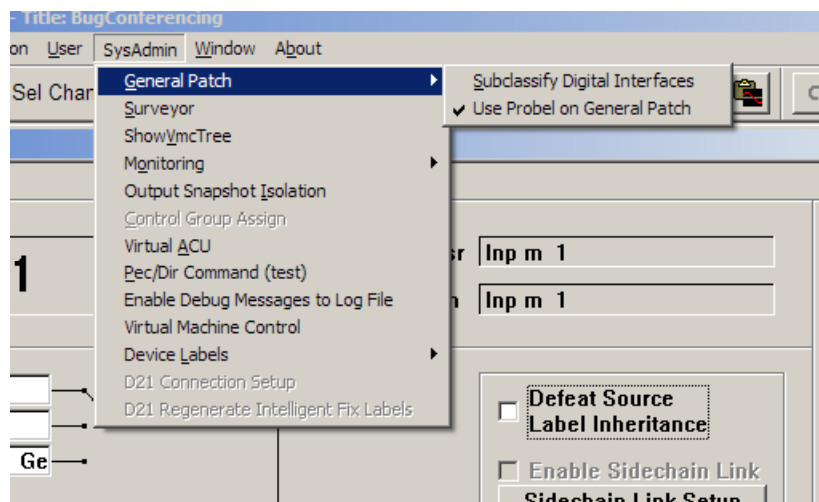 - Title: BugConferencing
on User SysAdmin Window About
Sel Chan
General Patch
Subclassify Digital Interfaces
Use Probel on General Patch
Surveyor
ShowVmcTree
Monitoring
Output Snapshot Isolation
Control Group Assign
Virtual ACU
Pec/Dir Command (test)
Enable Debug Messages to Log File
Virtual Machine Control
Device Labels
D21 Connection Setup
D21 Regenerate Intelligent Fix Labels
1
sr Inp m 1
n Inp m 1
Defeat Source
Label Inheritance
Ge
Enable Sidechain Link
Sidechain Link Setup